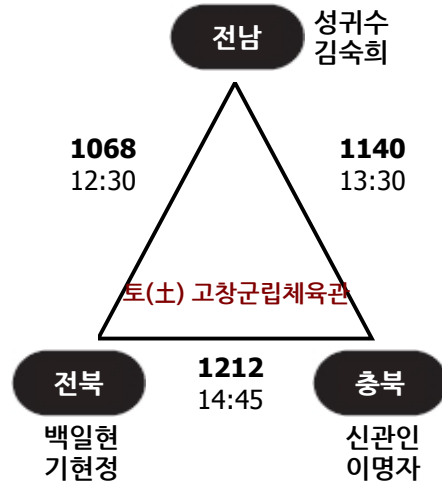 전남
성귀수
김숙희
1068
12:30
1140
13:30
토(土) 고창군립체육관
전북
1212
14:45
충북
백일현
기현정
신관인
이명자